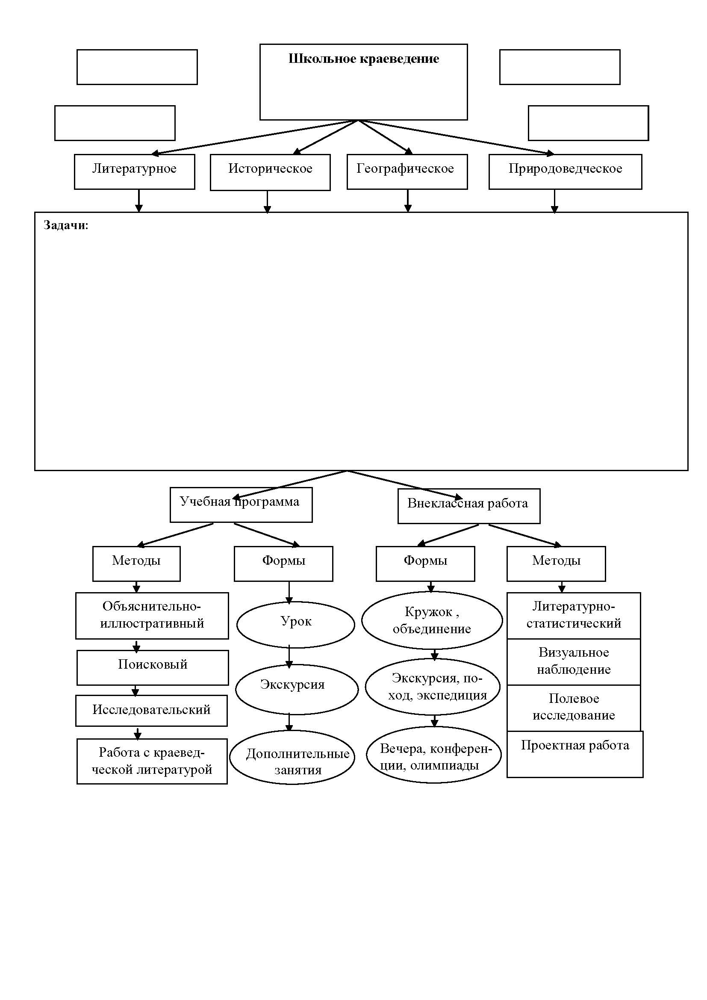 Школьное краеведение
Литературное
Историческое
Географическое
Природоведческое
Задачи:
Учебная программа
Внеклассная работа
Методы
Формы
Формы
Методы
Объяснительно-
иллюстративный
Поисковый
Исследовательский
Работа с краевед-
ческой литературой
Урок
Экскурсия
Дополнительные
занятия
Кружок ,
объединение
Экскурсия, по-
ход, экспедиция
Вечера, конферен-
ции, олимпиады
Литературно-
статистический
Визуальное
наблюдение
Полевое
исследование
Проектная работа